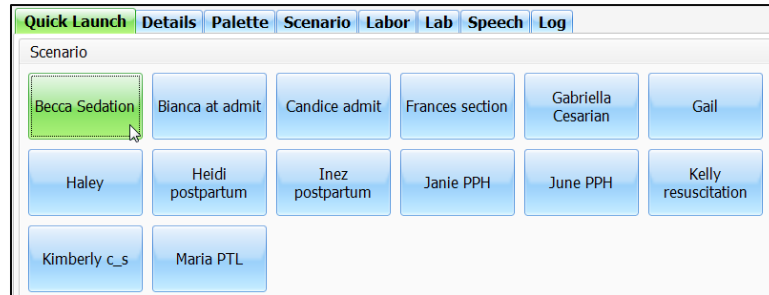 Quick Launch Details Palette Scenario Labor Lab Speech Log
Scenario
Becca Sedation
Bianca at admit
Candice admit
Frances section
Gabriella
Cesarian
Gail
Haley
Heidi
postpartum
Inez
postpartum
Janie PPH
June PPH
Kelly
resuscitation
Kimberly c_s
Maria PTL